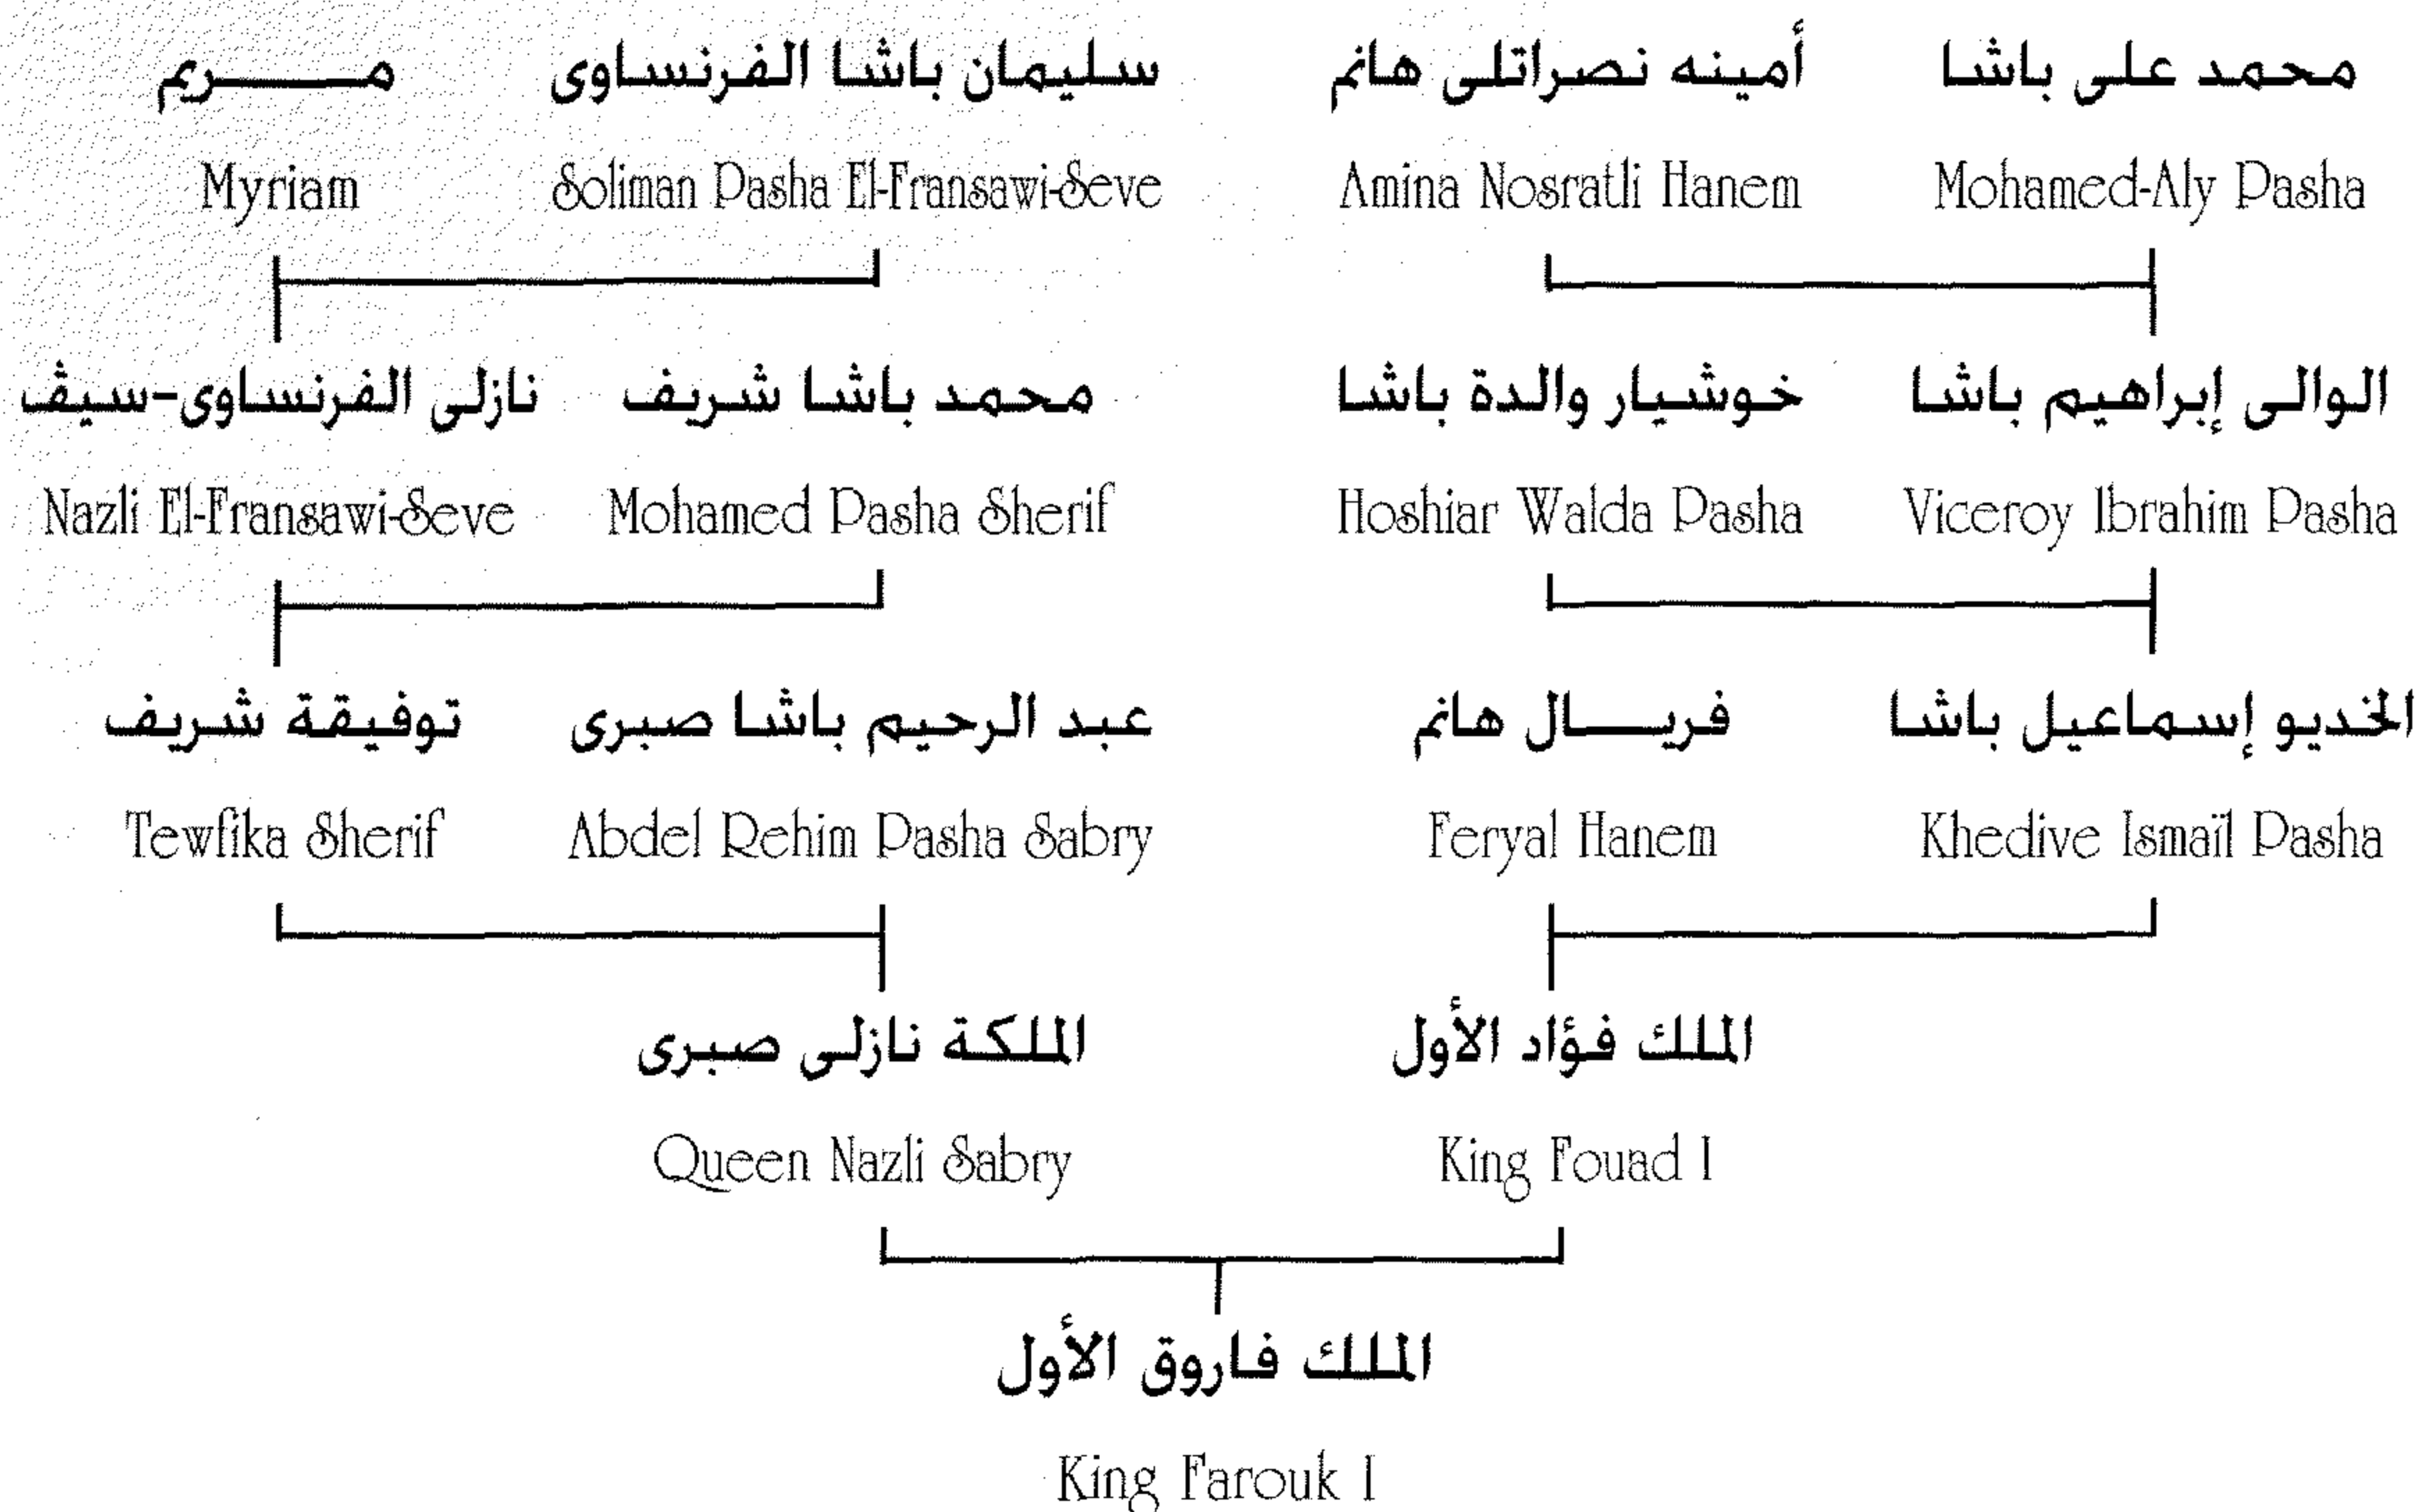 مريم سليمان باشا الفرنساوى أمينه نصراتلى هانم محمد على باشا
Myriam Soliman Pasha El-Fransawi-Seve Amina Nosratli Hanem Mohamed-Aly Pasha
نازلى الفرنساوى-سيڤ محمد باشا شريف خوشيار والدة باشا الوالى إبراهيم باشا
Nazli El-Fransawi-Seve Mohamed Pasha Sherif Hoshiar Walda Pasha Viceroy Ibrahim Pasha
توفيقة شريف عبد الرحيم باشا صبرى فريال هانم الخديو إسماعيل باشا
Tewfika Sherif Abdel Rehim Pasha Sabry Feryal Hanem Khedive Ismaïl Pasha
الملكة نازلى صبرى الملك فؤاد الأول
Queen Nazli Sabry King Fouad I
الملك فاروق الأول
King Farouk I